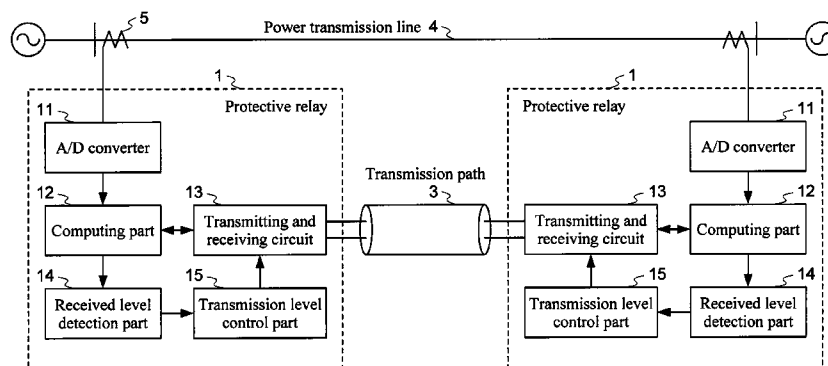 5
Power transmission line 4
1
Protective relay
11
A/D converter
12
Computing part
13
Transmitting and
receiving circuit
14
Received level
detection part
15
Transmission level
control part
Transmission path
3
1
Protective relay
11
A/D converter
13
Transmitting and
receiving circuit
12
Computing part
15
Transmission level
control part
14
Received level
detection part